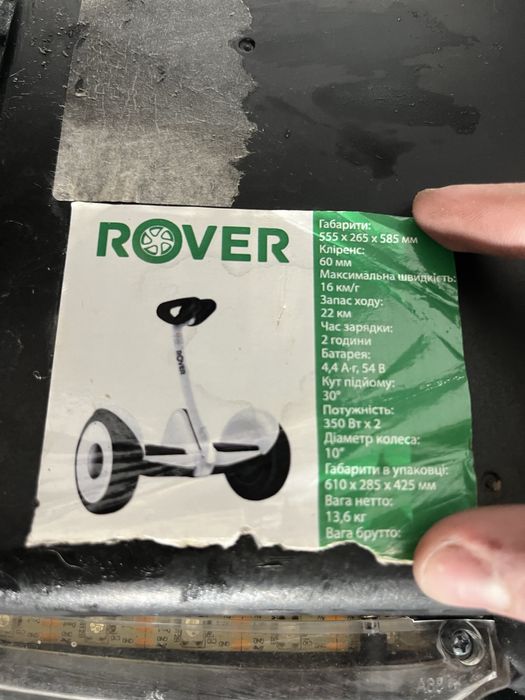 ROVER
Габарити:
555 x 265 x 585 мм
Кліренс:
60 мм
Максимальна швидкість:
16 км/г
Запас ходу:
22 км
Час зарядки:
2 години
Батарея:
4,4 А·г, 54 В
Кут підйому:
30°
Потужність:
350 Вт x 2
Діаметр колеса:
10"
Габарити в упаковці:
610 x 285 x 425 мм
Вага нетто:
13,6 кг
Вага брутто:
ROVER